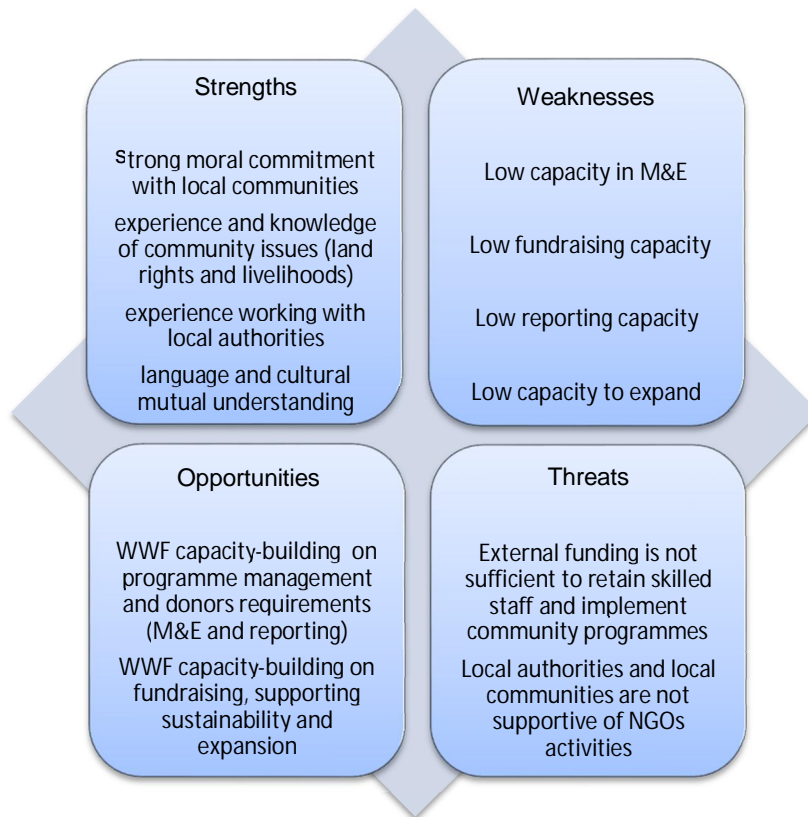 Strengths
strong moral commitment
with local communities
experience and knowledge
of community issues (land
rights and livelihoods)
experience working with
local authorities
language and cultural
mutual understanding
Weaknesses
Low capacity in M&E
Low fundraising capacity
Low reporting capacity
Low capacity to expand
Opportunities
WWF capacity-building on
programme management
and donors requirements
(M&E and reporting)
WWF capacity-building on
fundraising, supporting
sustainability and
expansion
Threats
External funding is not
sufficient to retain skilled
staff and implement
community programmes
Local authorities and local
communities are not
supportive of NGOs
activities